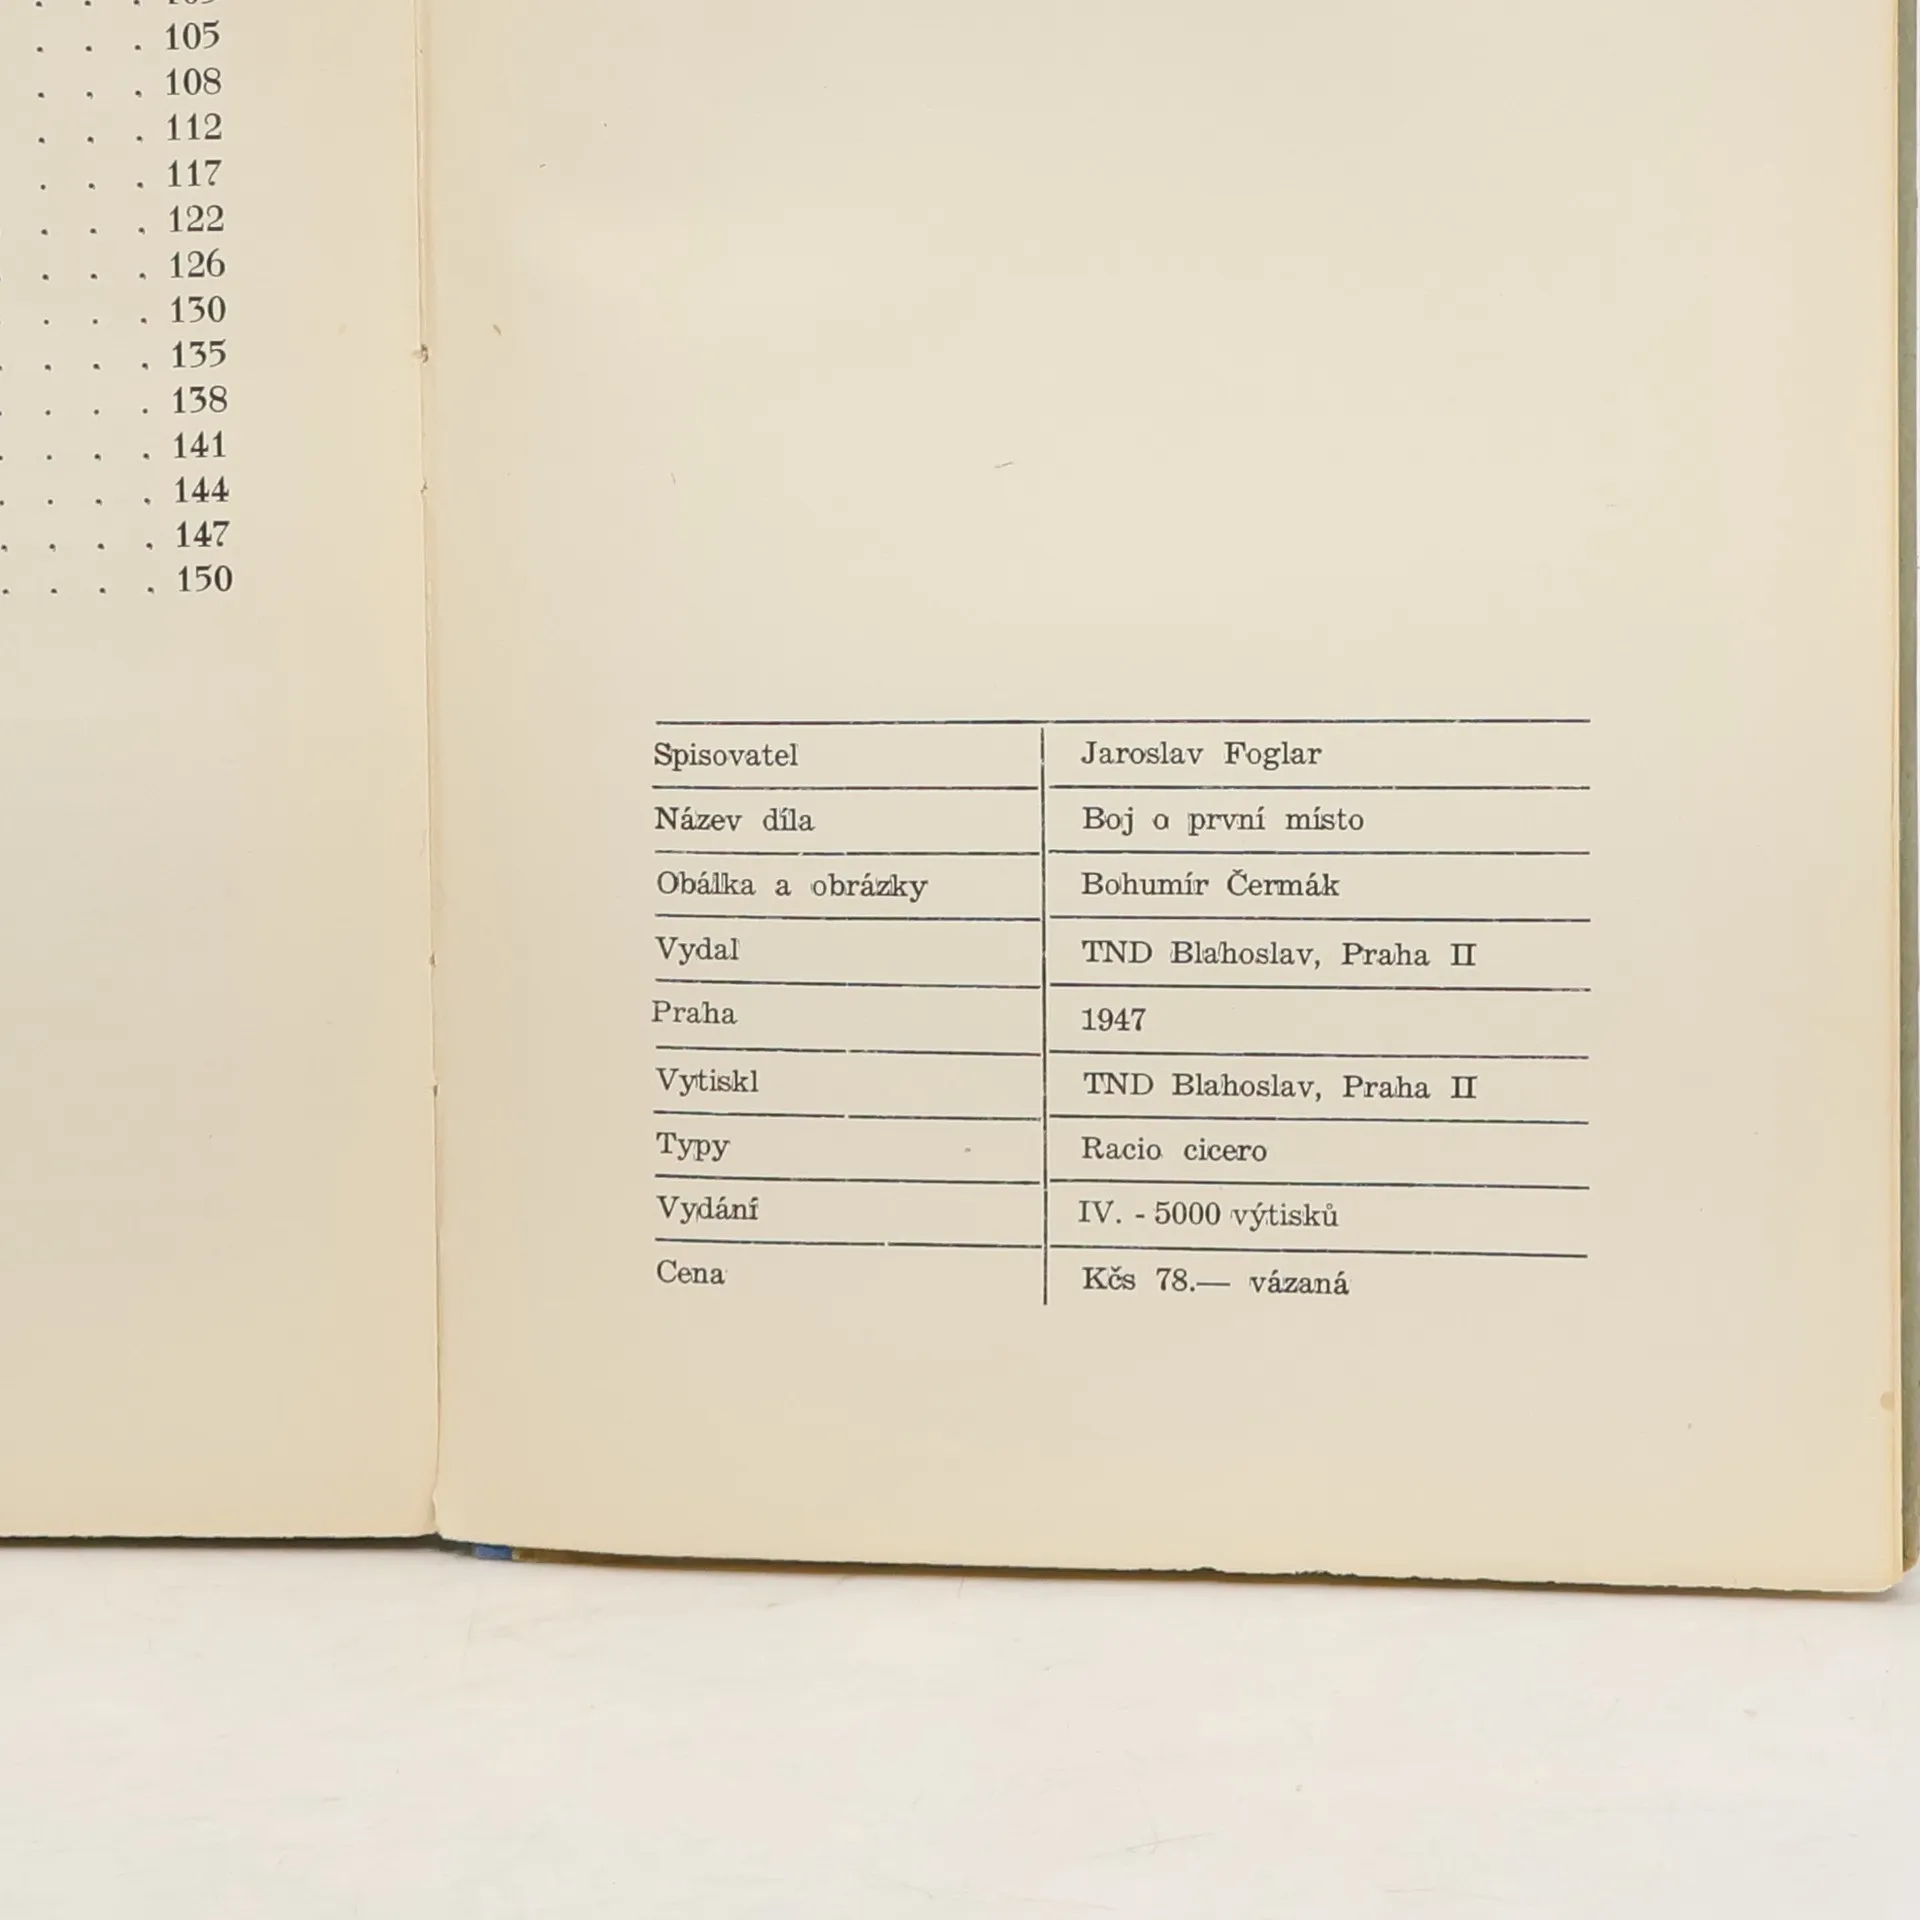 . . . 105
. . . 108
. . . 112
. . . 117
. . . 122
. . . . 126
. . . . 130
. . . . 135
. . . . 138
. . . . 141
. . . . 144
. . . . 147
. . . . 150
Spisovatel Jaroslav Foglar
Název díla Boj o první místo
Obálka a obrázky Bohumír Čermák
Vydal TND Blahoslav, Praha II
Praha 1947
Vytiskl TND Blahoslav, Praha II
Typy Racio cicero
Vydání IV. - 5000 výtisků
Cena Kčs 78.— vázaná